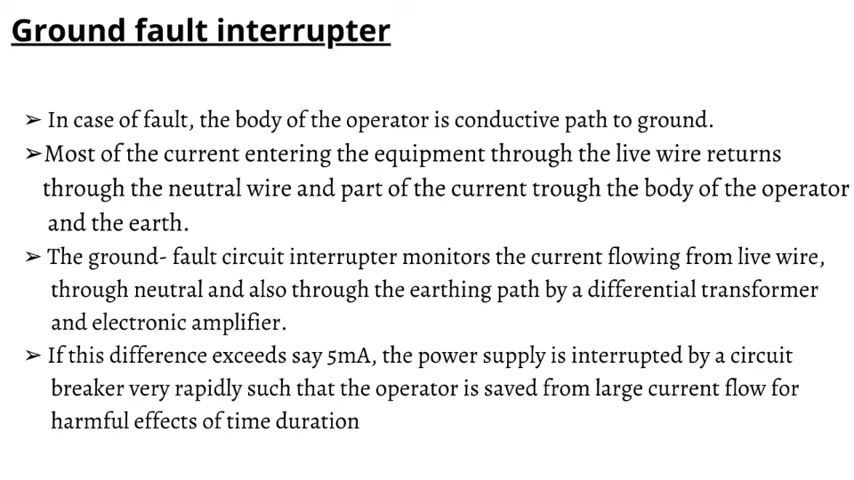 Ground fault interrupter
➢ In case of fault, the body of the operator is conductive path to ground.
➢Most of the current entering the equipment through the live wire returns
through the neutral wire and part of the current trough the body of the operator
and the earth.
➢ The ground- fault circuit interrupter monitors the current flowing from live wire,
through neutral and also through the earthing path by a differential transformer
and electronic amplifier.
➢ If this difference exceeds say 5mA, the power supply is interrupted by a circuit
breaker very rapidly such that the operator is saved from large current flow for
harmful effects of time duration